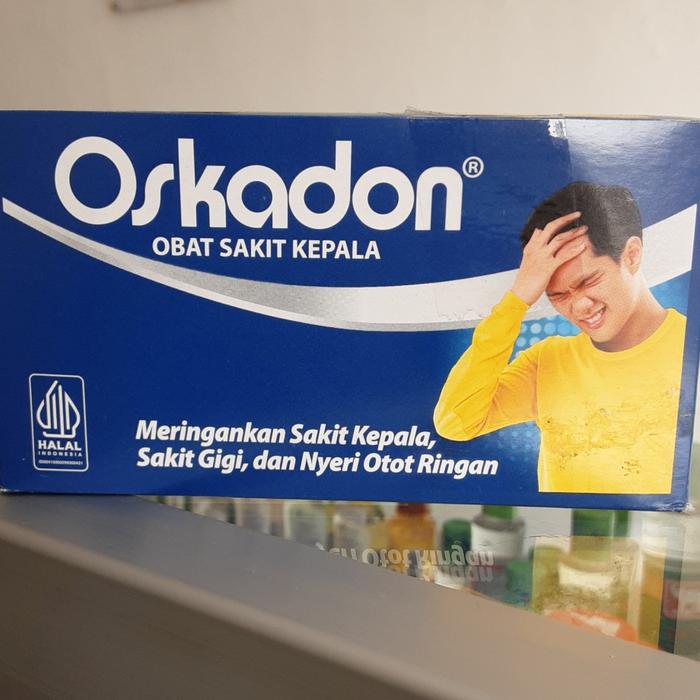 Oskadon®
OBAT SAKIT KEPALA
HALAL
INDONESIA
Meringankan Sakit Kepala,
Sakit Gigi, dan Nyeri Otot Ringan